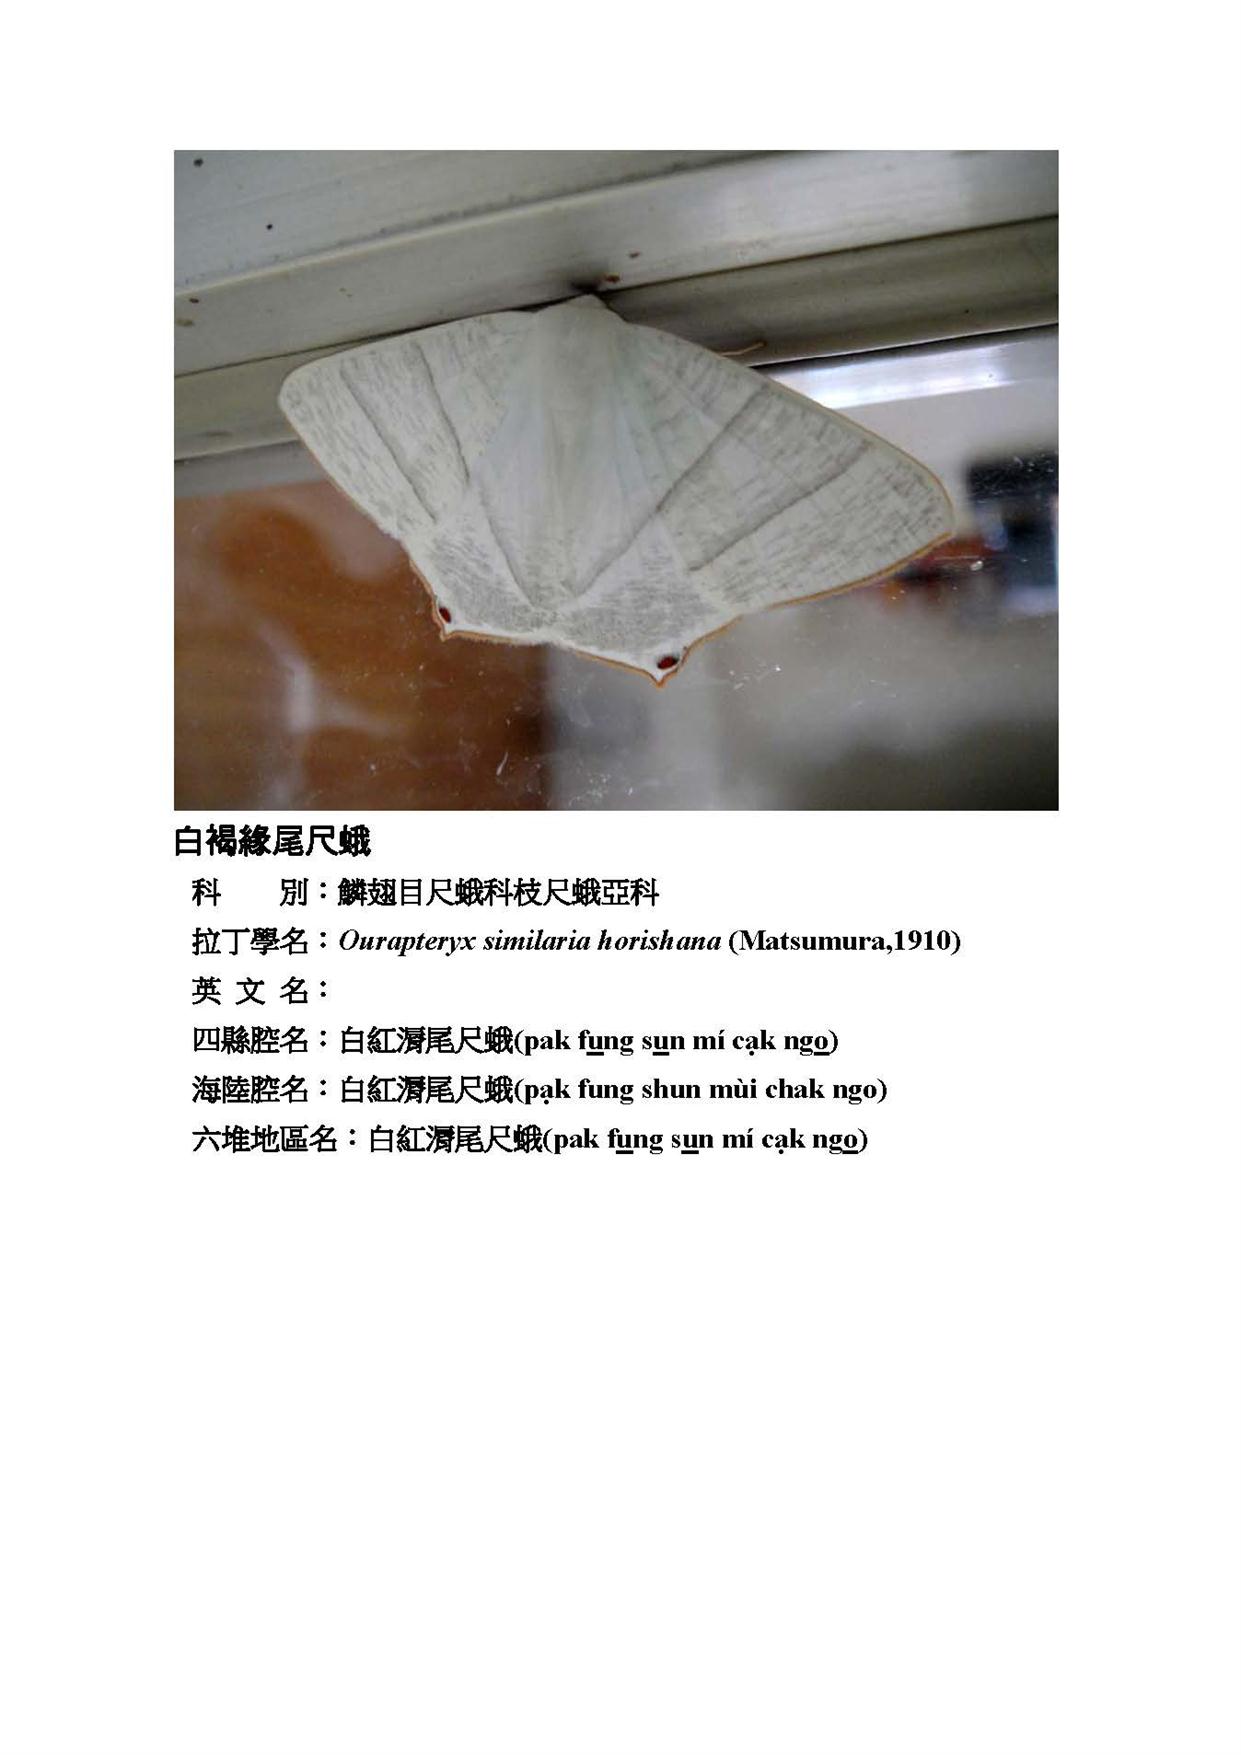 白褐緣尾尺蛾
科　　別：鱗翅目尺蛾科枝尺蛾亞科
拉丁學名：Ourapteryx similaria horishana (Matsumura,1910)
英 文 名：
四縣腔名：白紅漘尾尺蛾(pak fu̲ng su̲n mí cạk ngo̲)
海陸腔名：白紅漘尾尺蛾(pạk fung shun mùi chak ngo)
六堆地區名：白紅漘尾尺蛾(pak fu̲ng su̲n mí cạk ngo̲)